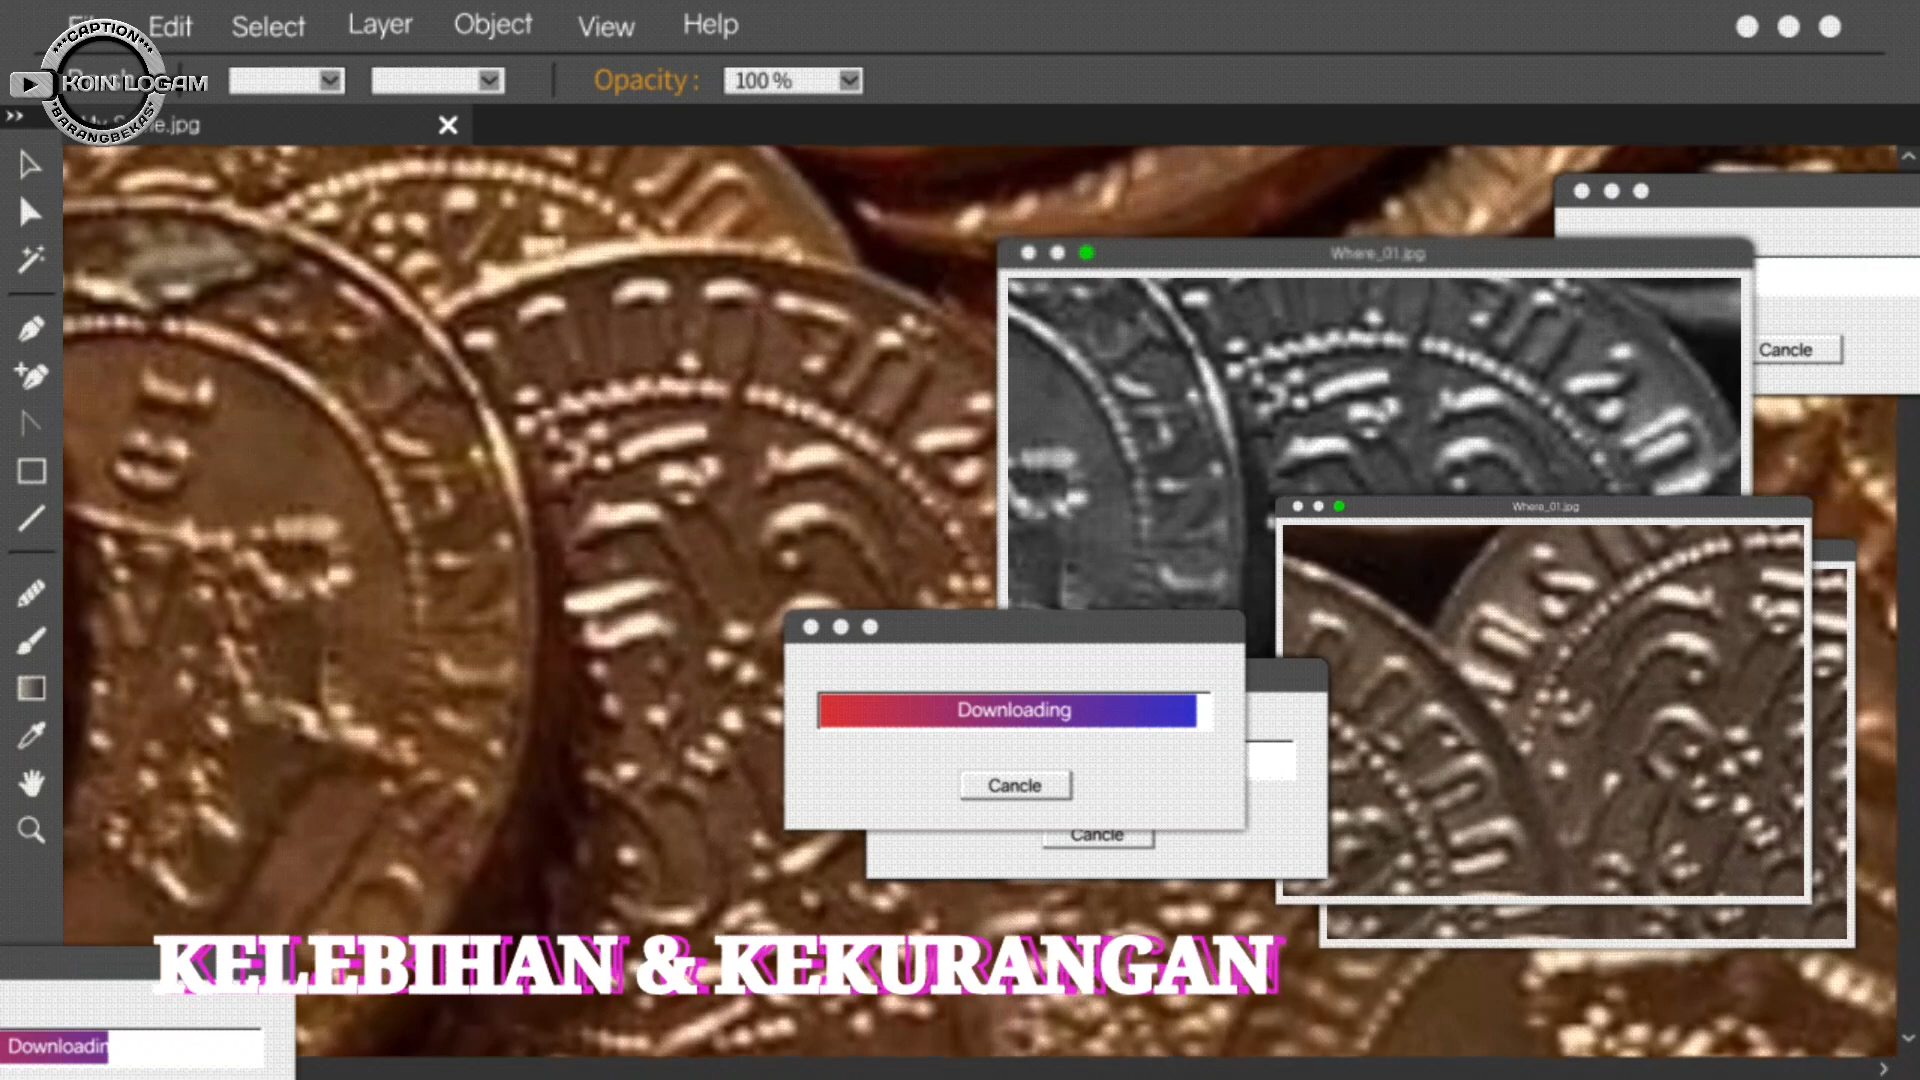 Edit Select Layer Object View Help
***CAPTION***
KOIN LOGAM
*BARANGBEKAS*
Opacity : 100 %
Where_01.jpg
Cancle
Where_01.jpg
Downloading
Cancle
Cancle
KELEBIHAN & KEKURANGAN
Downloadin